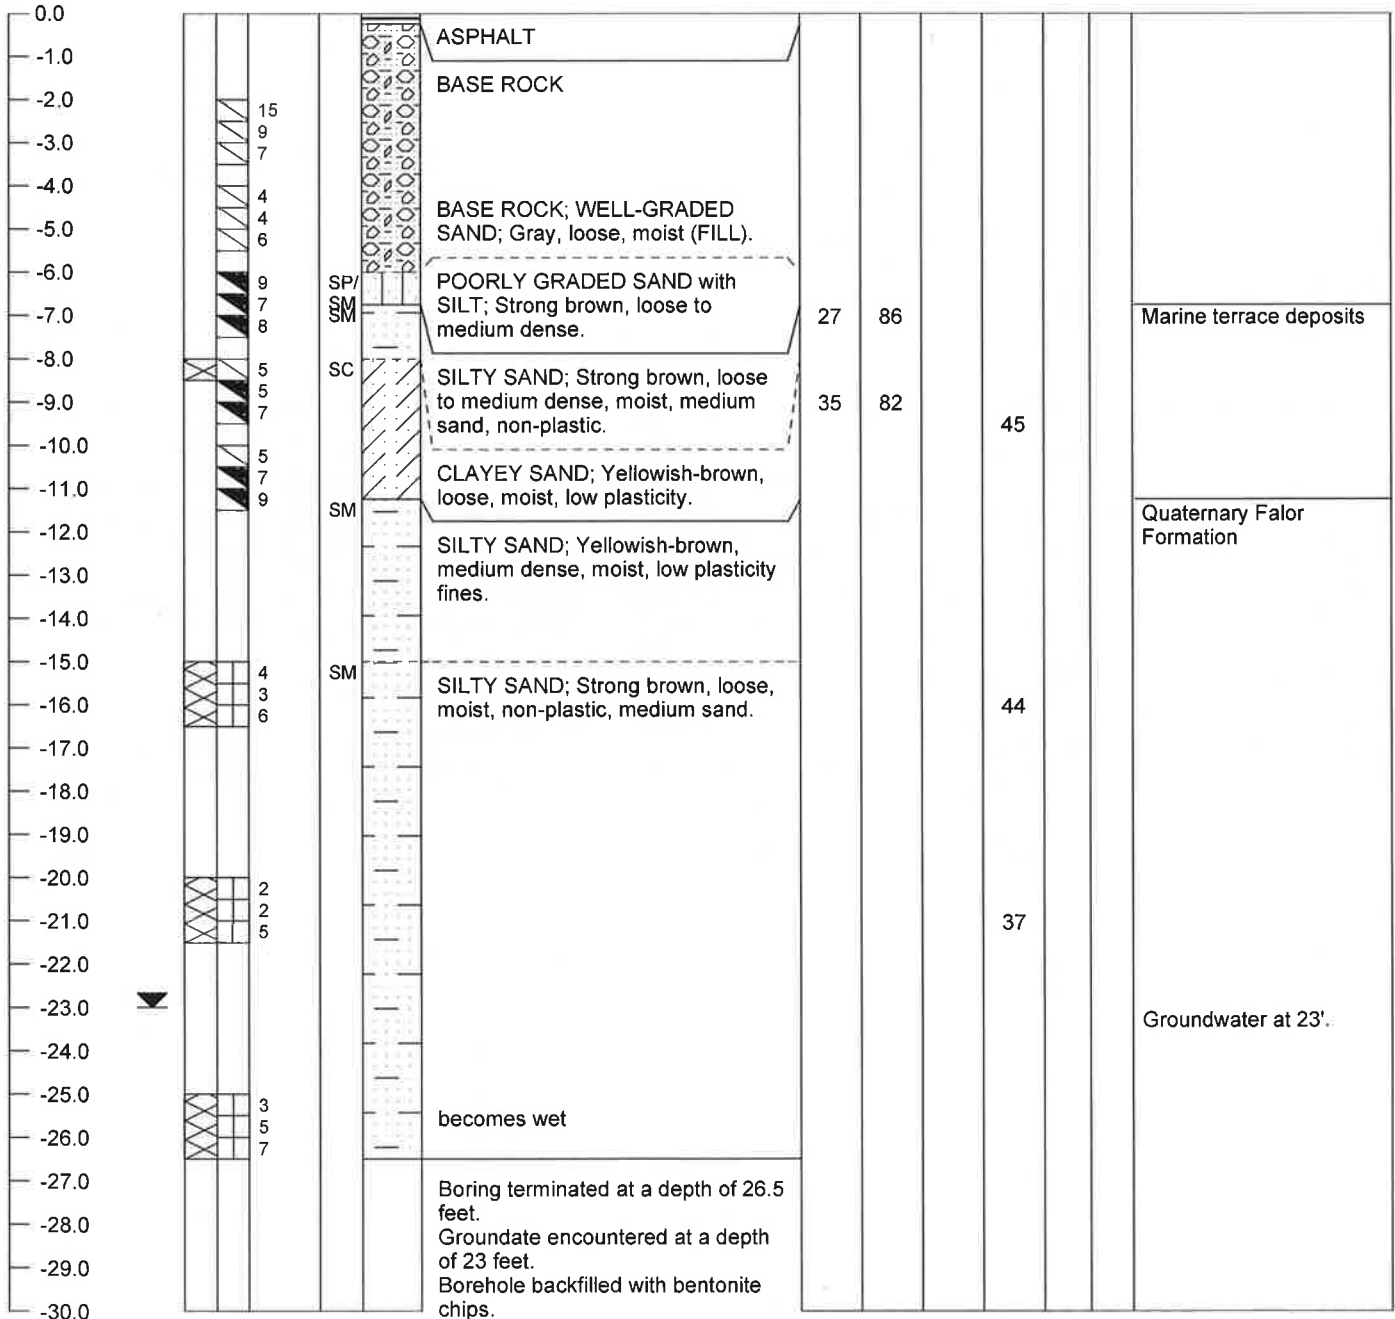 0.0
ASPHALT
-1.0
BASE ROCK
-2.0
15
9
-3.0
7
-4.0
4
BASE ROCK; WELL-GRADED
4
-5.0
SAND; Gray, loose, moist (FILL).
6
-6.0
9
SP/
POORLY GRADED SAND with
7
SM
SILT; Strong brown, loose to
-7.0
SM
27
86
Marine terrace deposits
8
medium dense.
-8.0
5
SC
SILTY SAND; Strong brown, loose
5
-9.0
to medium dense, moist, medium
35
82
7
sand, non-plastic.
45
-10.0
5
7
CLAYEY SAND; Yellowish-brown,
-11.0
loose, moist, low plasticity.
9
SM
Quaternary Falor
Formation
-12.0
SILTY SAND; Yellowish-brown,
medium dense, moist, low plasticity
fines.
-13.0
-14.0
-15.0
4
SM
SILTY SAND; Strong brown, loose,
3
-16.0
moist, non-plastic, medium sand.
44
6
-17.0
-18.0
-19.0
-20.0
2
2
-21.0
37
5
-22.0
-23.0
Groundwater at 23'.
-24.0
-25.0
3
becomes wet
5
-26.0
7
-27.0
Boring terminated at a depth of 26.5
feet.
-28.0
Groundate encountered at a depth
of 23 feet.
-29.0
Borehole backfilled with bentonite
chips.
-30.0